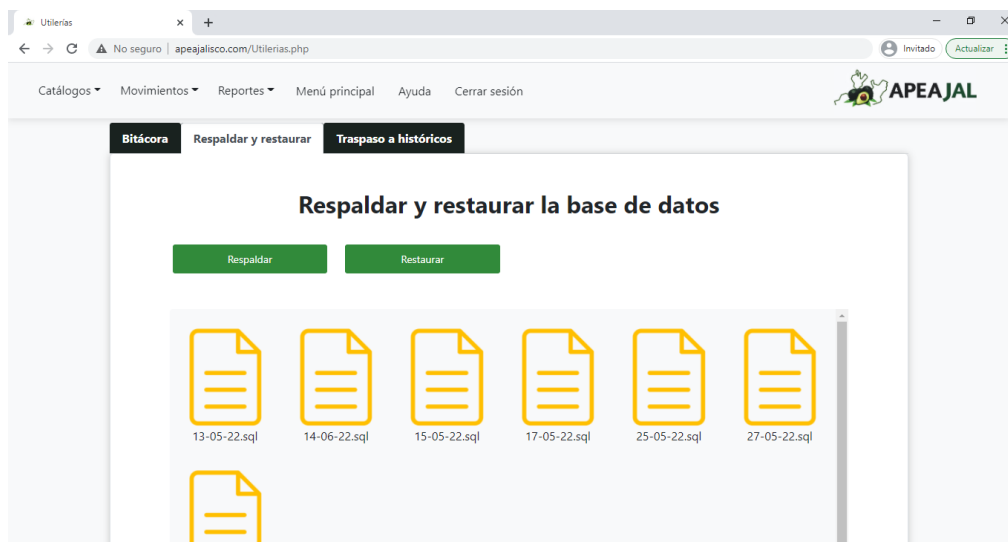 Utilerías
No seguro | apeajalisco.com/Utilerias.php
Invitado
Actualizar
Catálogos Movimientos Reportes Menú principal Ayuda Cerrar sesión
APEAJAL
Bitácora Respaldar y restaurar Traspaso a históricos
Respaldar y restaurar la base de datos
Respaldar Restaurar
13-05-22.sql 14-06-22.sql 15-05-22.sql 17-05-22.sql 25-05-22.sql 27-05-22.sql